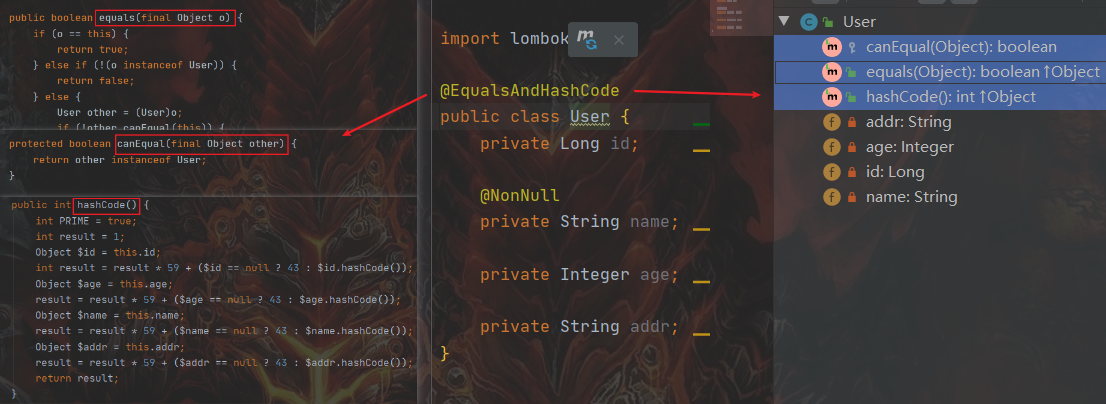 public boolean equals(final Object o) {
if (o == this) {
return true;
} else if (!(o instanceof User)) {
return false;
} else {
User other = (User)o;
if (!other.canEqual(this)) {
protected boolean canEqual(final Object other) {
return other instanceof User;
}
public int hashCode() {
int PRIME = true;
int result = 1;
Object $id = this.id;
int result = result * 59 + ($id == null ? 43 : $id.hashCode());
Object $age = this.age;
result = result * 59 + ($age == null ? 43 : $age.hashCode());
Object $name = this.name;
result = result * 59 + ($name == null ? 43 : $name.hashCode());
Object $addr = this.addr;
result = result * 59 + ($addr == null ? 43 : $addr.hashCode());
return result;
}
import lombok
m
@EqualsAndHashCode
public class User {
private Long id;
@NonNull
private String name;
private Integer age;
private String addr;
}
C User
m canEqual(Object): boolean
m equals(Object): boolean ↑Object
m hashCode(): int ↑Object
f addr: String
f age: Integer
f id: Long
f name: String